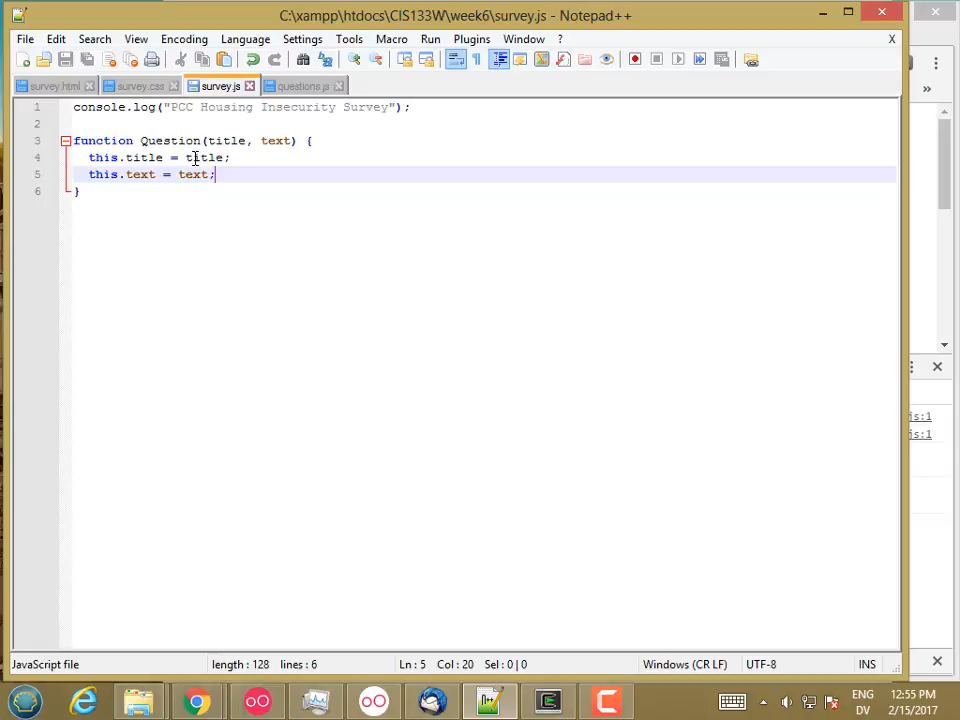 C:\xampp\htdocs\CIS133W\week6\survey.js - Notepad++
File Edit Search View Encoding Language Settings Tools Macro Run Plugins Window ? X
survey.html survey.css survey.js questions.js
1 console.log("PCC Housing Insecurity Survey");
2
3 function Question(title, text) {
4 this.title = title;
5 this.text = text;
6 }
js:1
js:1
JavaScript file length : 128 lines : 6 Ln : 5 Col : 20 Sel : 0 | 0 Windows (CR LF) UTF-8 INS
ENG 12:55 PM
DV 2/15/2017